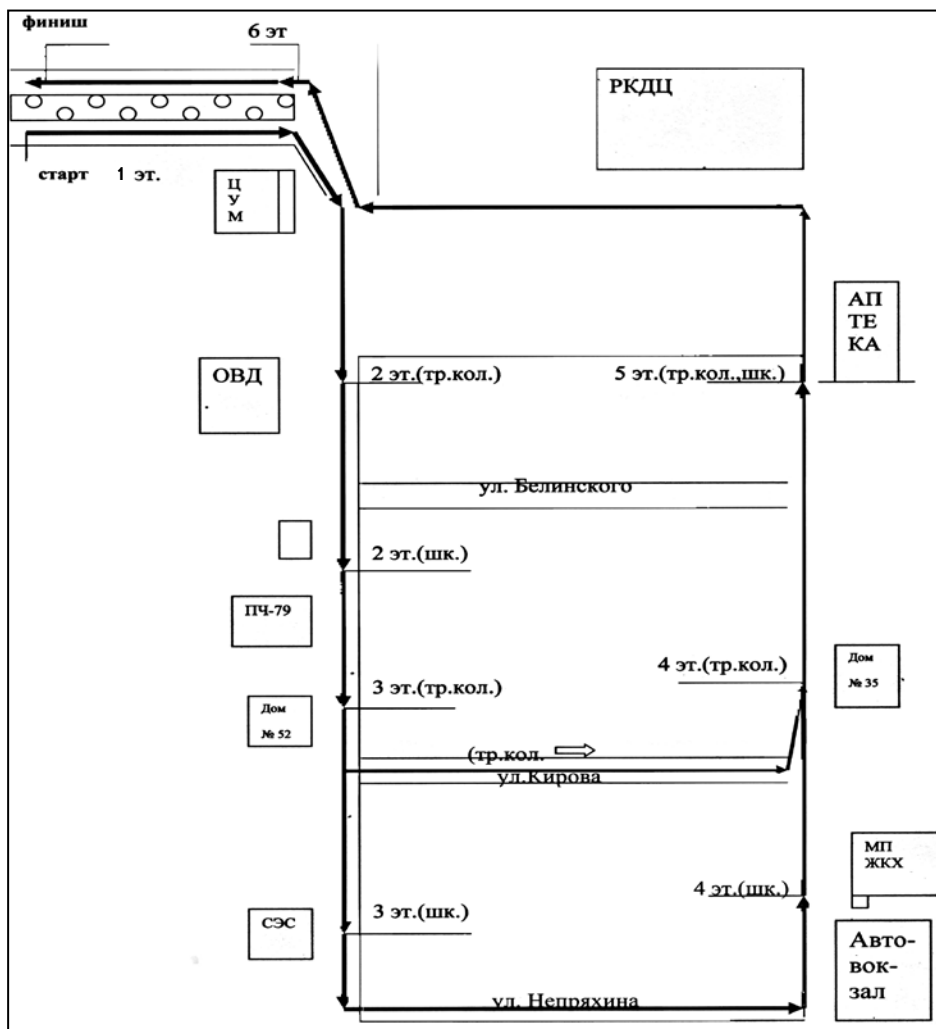 финиш
6 эт
РКДЦ
старт 1 эт.
Ц
У
М
АП
ТЕ
КА
ОВД
2 эт.(тр.кол.)
5 эт.(тр.кол.,шк.)
ул. Белинского
2 эт.(шк.)
ПЧ-79
4 эт.(тр.кол.)
Дом
№ 35
3 эт.(тр.кол.)
Дом
№ 52
(тр.кол.
ул.Кирова
МП
ЖКХ
4 эт.(шк.)
3 эт.(шк.)
СЭС
Авто-
вок-
зал
ул. Непряхина